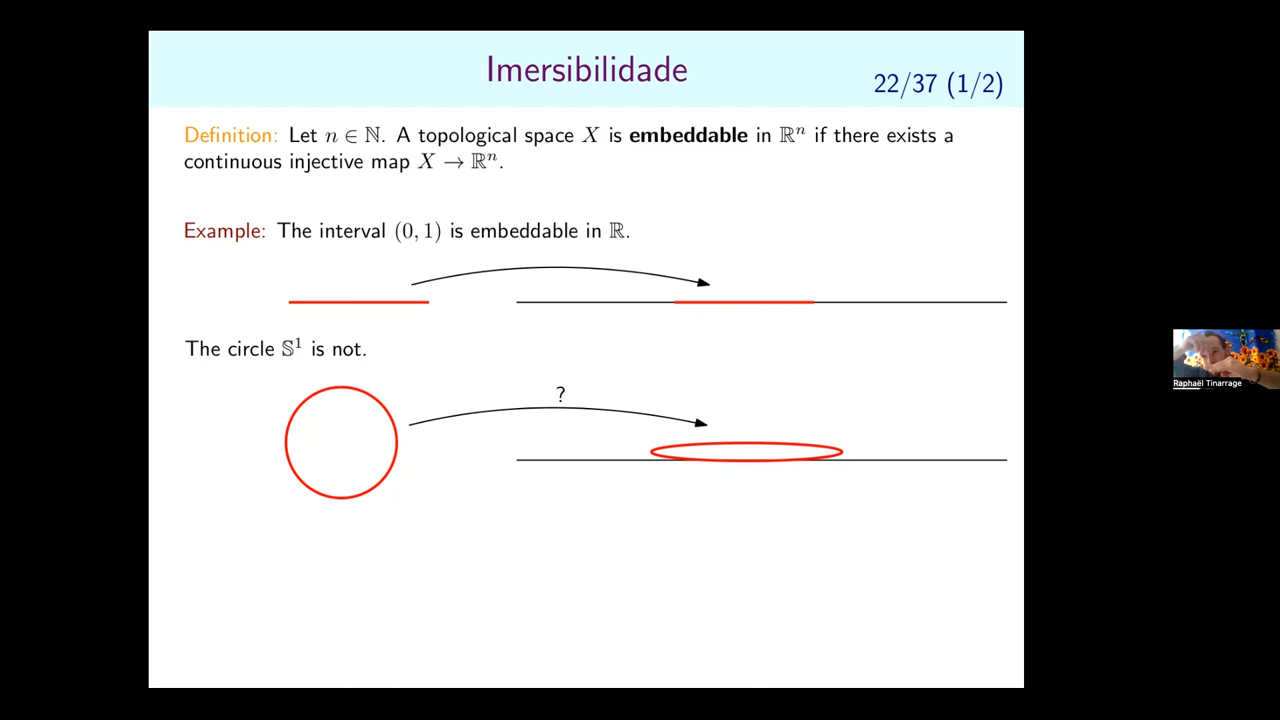 Imersibilidade
22/37 (1/2)
Definition: Let n ∈ ℕ. A topological space X is embeddable in ℝⁿ if there exists a
continuous injective map X → ℝⁿ.
Example: The interval (0, 1) is embeddable in ℝ.
The circle 𝕊¹ is not.
?
Raphaël Tinarrage